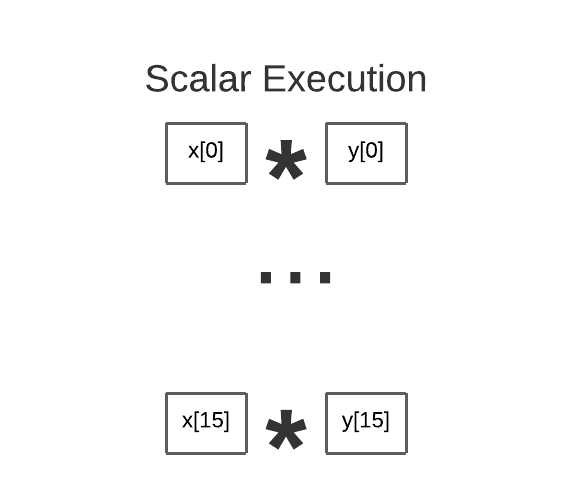 Scalar Execution
x[0] * y[0]
...
x[15] * y[15]